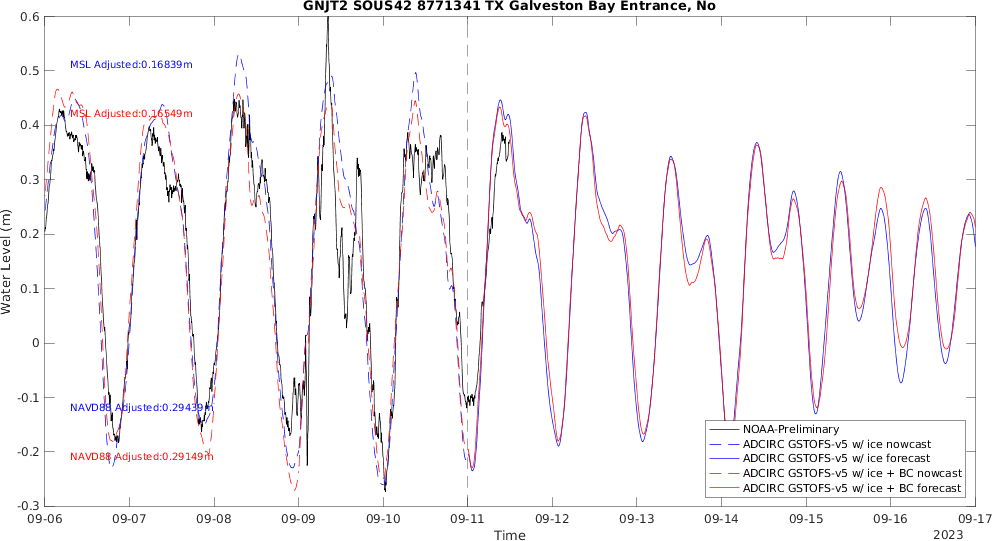 GNJT2 SOUS42 8771341 TX Galveston Bay Entrance, No
0.6
0.5
0.4
0.3
0.2
0.1
0
-0.1
-0.2
-0.3
Water Level (m)
MSL Adjusted:0.16839m
MSL Adjusted:0.16549m
NAVD88 Adjusted:0.29439m
NAVD88 Adjusted:0.29149m
NOAA-Preliminary
ADCIRC GSTOFS-v5 w/ ice nowcast
ADCIRC GSTOFS-v5 w/ ice forecast
ADCIRC GSTOFS-v5 w/ ice + BC nowcast
ADCIRC GSTOFS-v5 w/ ice + BC forecast
09-06 09-07 09-08 09-09 09-10 09-11 09-12 09-13 09-14 09-15 09-16 09-17
Time
2023